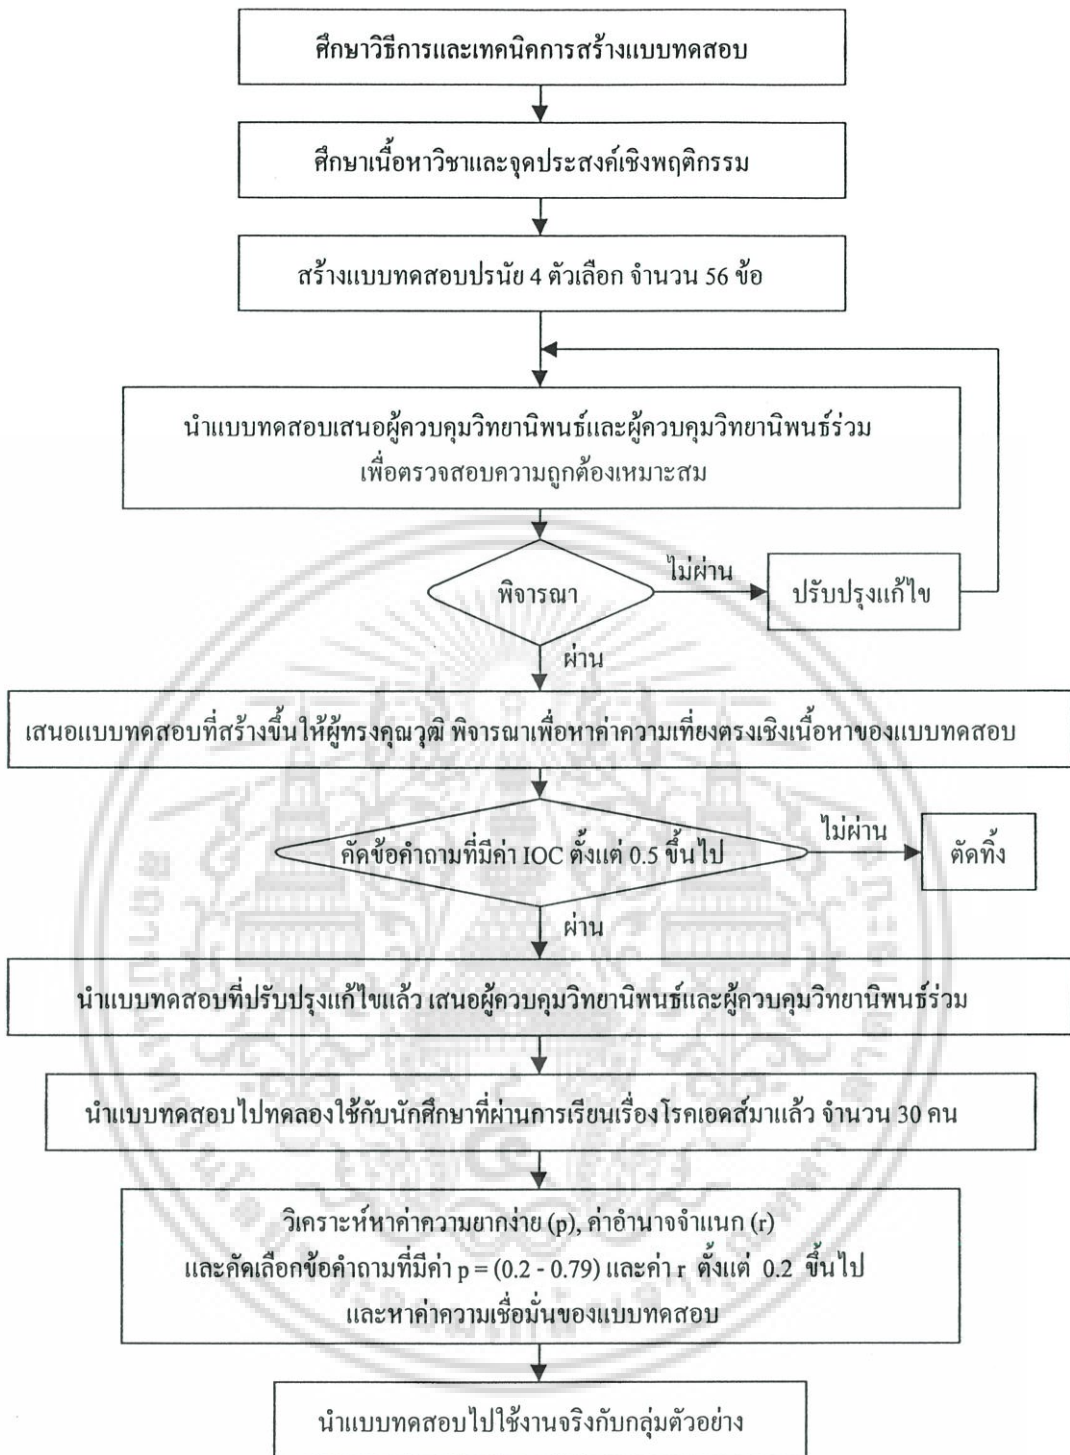 ศึกษาวิธีการและเทคนิคการสร้างแบบทดสอบ
ศึกษาเนื้อหาวิชาและจุดประสงค์เชิงพฤติกรรม
สร้างแบบทดสอบปรนัย 4 ตัวเลือก จำนวน 56 ข้อ
นำแบบทดสอบเสนอผู้ควบคุมวิทยานิพนธ์และผู้ควบคุมวิทยานิพนธ์ร่วม
เพื่อตรวจสอบความถูกต้องเหมาะสม
พิจารณา
ไม่ผ่าน
ปรับปรุงแก้ไข
ผ่าน
เสนอแบบทดสอบที่สร้างขึ้นให้ผู้ทรงคุณวุฒิ พิจารณาเพื่อหาค่าความเที่ยงตรงเชิงเนื้อหาของแบบทดสอบ
คัดข้อคำถามที่มีค่า IOC ตั้งแต่ 0.5 ขึ้นไป
ไม่ผ่าน
ตัดทิ้ง
ผ่าน
นำแบบทดสอบที่ปรับปรุงแก้ไขแล้ว เสนอผู้ควบคุมวิทยานิพนธ์และผู้ควบคุมวิทยานิพนธ์ร่วม
นำแบบทดสอบไปทดลองใช้กับนักศึกษาที่ผ่านการเรียนเรื่องโรคเอดส์มาแล้ว จำนวน 30 คน
วิเคราะห์หาค่าความยากง่าย (p), ค่าอำนาจจำแนก (r)
และคัดเลือกข้อคำถามที่มีค่า p = (0.2 - 0.79) และค่า r ตั้งแต่ 0.2 ขึ้นไป
และหาค่าความเชื่อมั่นของแบบทดสอบ
นำแบบทดสอบไปใช้งานจริงกับกลุ่มตัวอย่าง